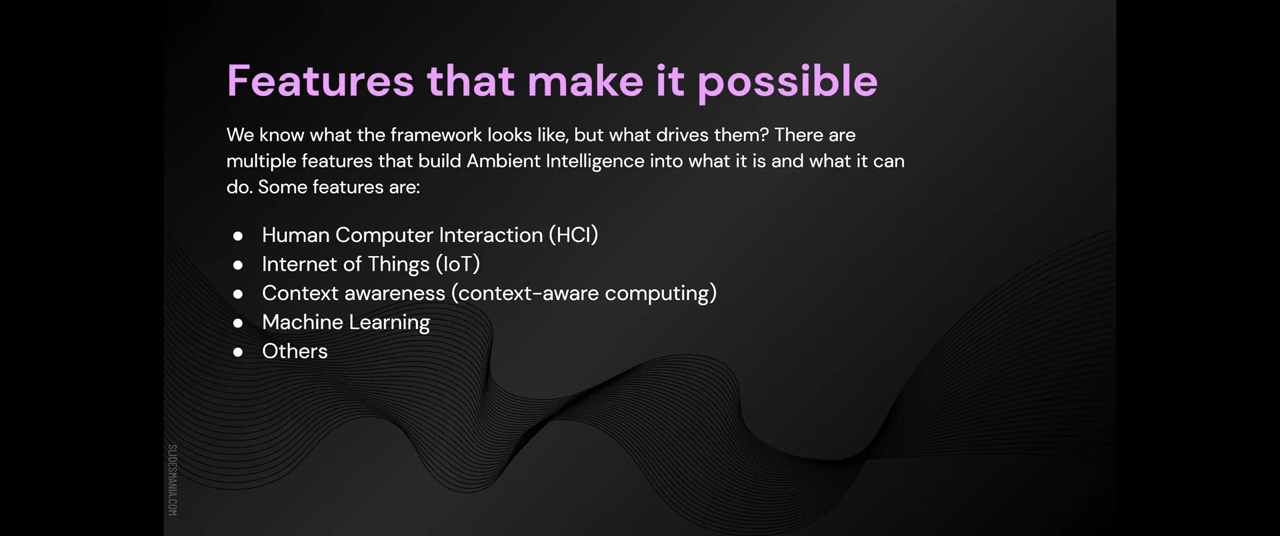 Features that make it possible
We know what the framework looks like, but what drives them? There are
multiple features that build Ambient Intelligence into what it is and what it can
do. Some features are:
● Human Computer Interaction (HCI)
● Internet of Things (IoT)
● Context awareness (context-aware computing)
● Machine Learning
● Others
SLIDESMANIA.COM